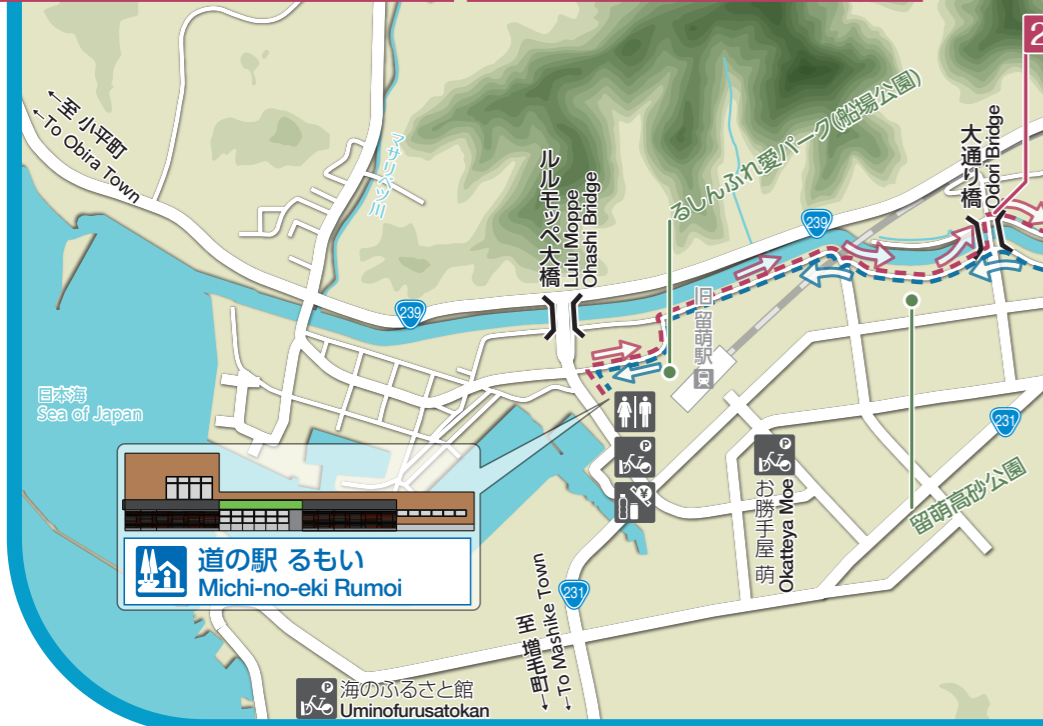 2
←至 小平町
←To Obira Town
マサリベツ川
ルルモッペ大橋
Lulu Moppe
Ohashi Bridge
るしんふれ愛パーク(船場公園)
大通り橋
Odori Bridge
239
239
旧留萌駅
日本海
Sea of Japan
P
¥
P
お勝手屋 萌
Okatteya Moe
231
留萌高砂公園
道の駅 るもい
Michi-no-eki Rumoi
231
←至 増毛町
←To Mashike Town
P
海のふるさと館
Uminofurusatokan